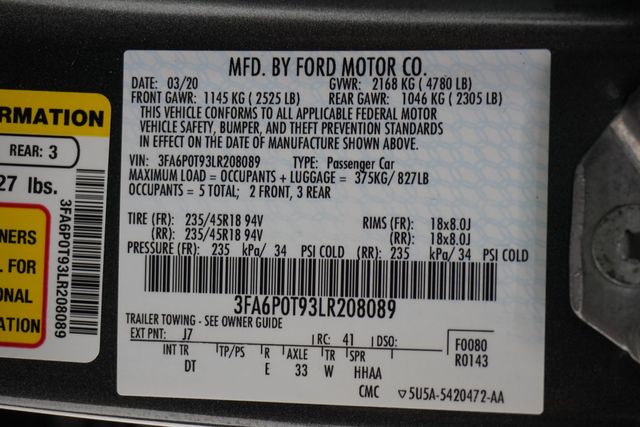 MFD. BY FORD MOTOR CO.
DATE: 03/20 GVWR: 2168 KG ( 4780 LB)
FRONT GAWR: 1145 KG ( 2525 LB) REAR GAWR: 1046 KG ( 2305 LB)
THIS VEHICLE CONFORMS TO ALL APPLICABLE FEDERAL MOTOR
VEHICLE SAFETY, BUMPER, AND THEFT PREVENTION STANDARDS
IN EFFECT ON THE DATE OF MANUFACTURE SHOWN ABOVE.
VIN: 3FA6P0T93LR208089 TYPE: Passenger Car
MAXIMUM LOAD = OCCUPANTS + LUGGAGE = 375KG/ 827LB
OCCUPANTS = 5 TOTAL; 2 FRONT, 3 REAR
TIRE (FR): 235/45R18 94V RIMS (FR): 18x8.0J
(RR): 235/45R18 94V (RR): 18x8.0J
PRESSURE (FR): 235 kPa/ 34 PSI COLD (RR): 235 kPa/ 34 PSI COLD
3FA6P0T93LR208089
TRAILER TOWING - SEE OWNER GUIDE
EXT PNT: J7 RC: 41 DSO: F0080
INT TR TP/PS R AXLE TR SPR R0143
DT E 33 W HHAA
CMC 5U5A-5420472-AA
ORMATION
REAR: 3
27 lbs.
NERS
L FOR
ONAL
ATION
3FA6P0T93LR208089